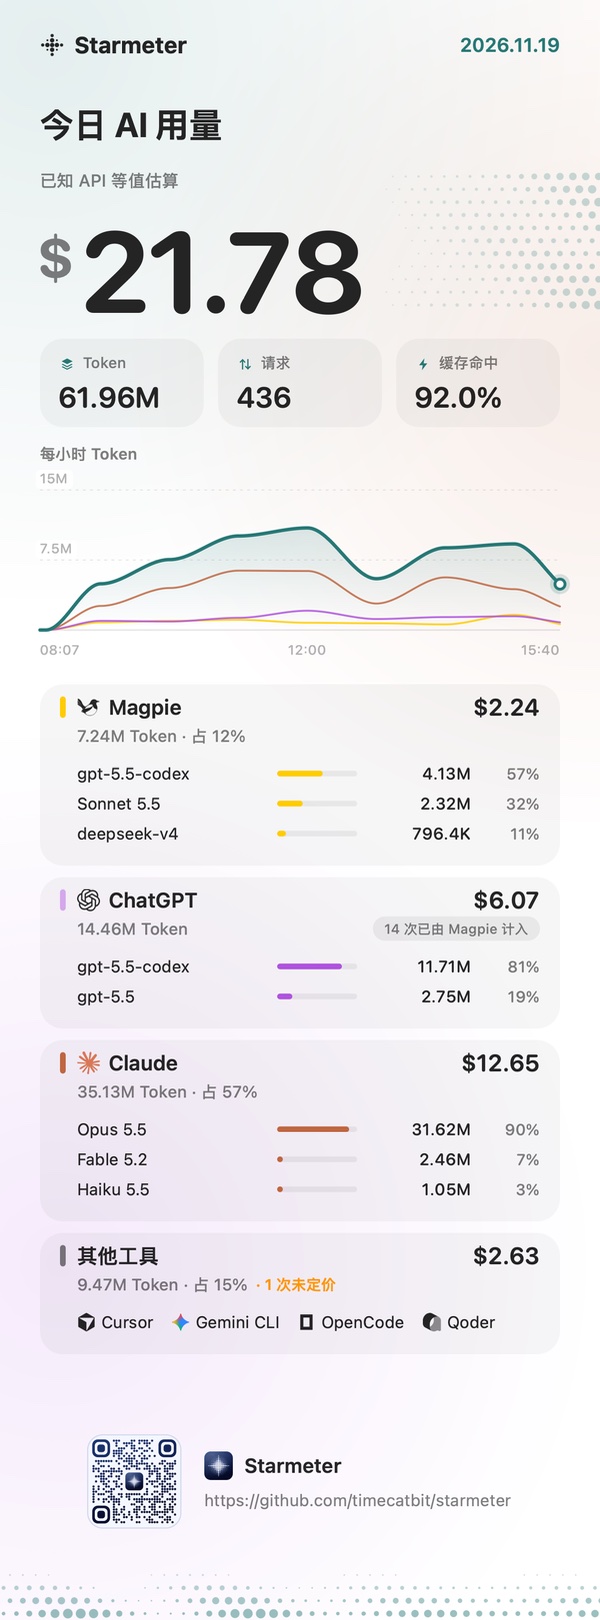 Starmeter 2026.11.19
今日 AI 用量
已知 API 等值估算
$21.78
Token 请求 缓存命中
61.96M 436 92.0%
每小时 Token
15M
7.5M
08:07 12:00 15:40
Magpie $2.24
7.24M Token · 占 12%
gpt-5.5-codex 4.13M 57%
Sonnet 5.5 2.32M 32%
deepseek-v4 796.4K 11%
ChatGPT $6.07
14.46M Token 14 次已由 Magpie 计入
gpt-5.5-codex 11.71M 81%
gpt-5.5 2.75M 19%
Claude $12.65
35.13M Token · 占 57%
Opus 5.5 31.62M 90%
Fable 5.2 2.46M 7%
Haiku 5.5 1.05M 3%
其他工具 $2.63
9.47M Token · 占 15% · 1 次未定价
Cursor Gemini CLI OpenCode Qoder
Starmeter
https://github.com/timecatbit/starmeter